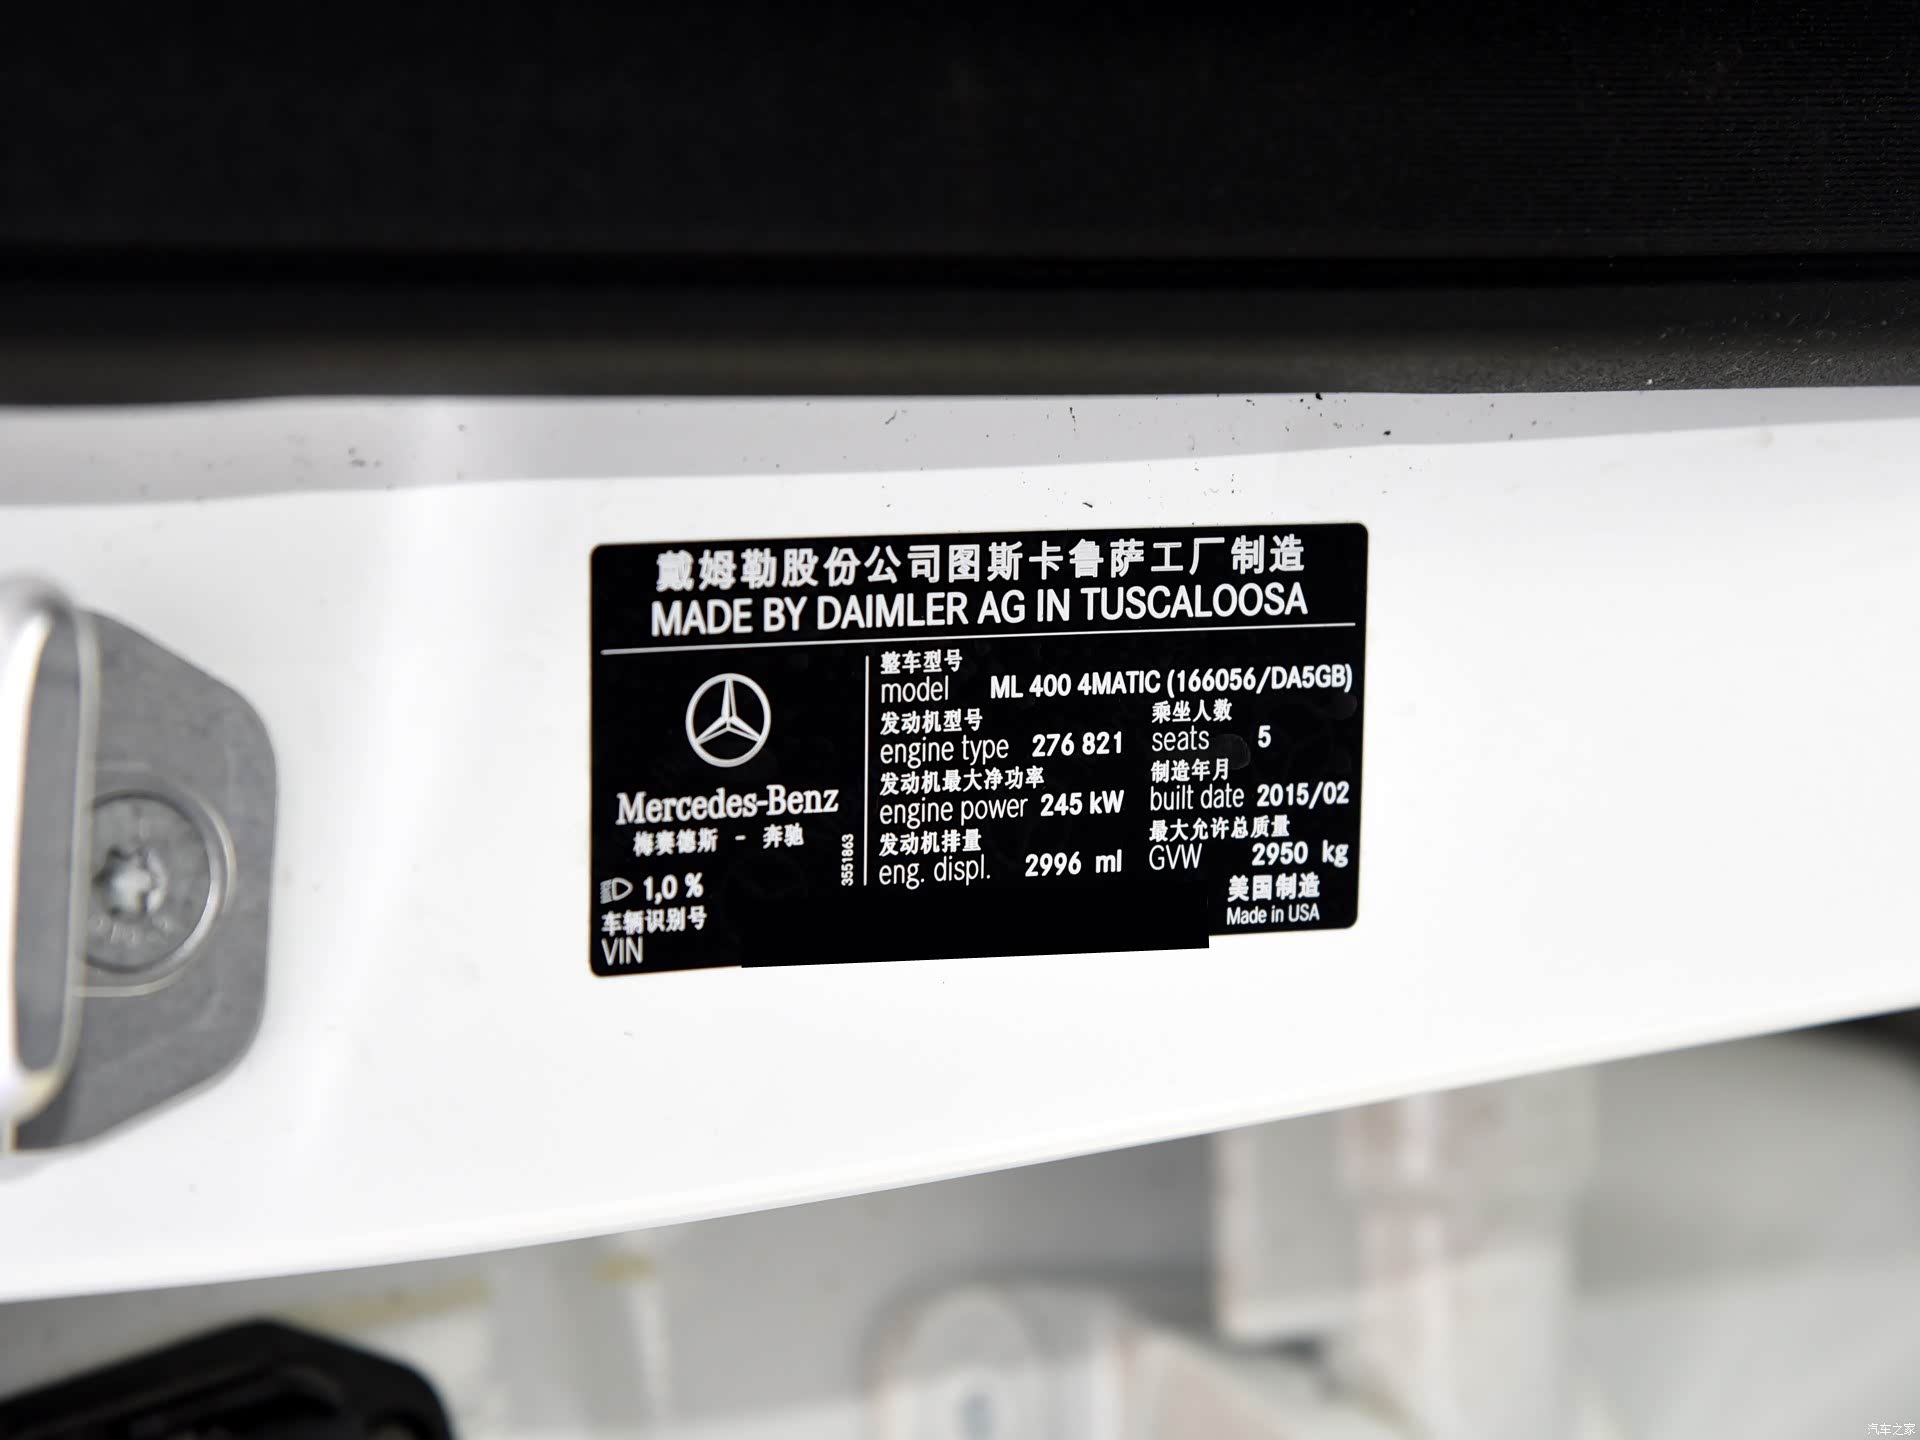 戴姆勒股份公司图斯卡鲁萨工厂制造
MADE BY DAIMLER AG IN TUSCALOOSA
整车型号
model ML 400 4MATIC (166056/DA5GB)
发动机型号 乘坐人数
engine type 276 821 seats 5
发动机最大净功率 制造年月
engine power 245 kW built date 2015/02
发动机排量 最大允许总质量
eng. displ. 2996 ml GVW 2950 kg
Mercedes-Benz
梅赛德斯 - 奔驰
3551863
1,0 %
美国制造
Made in USA
车辆识别号
VIN
汽车之家